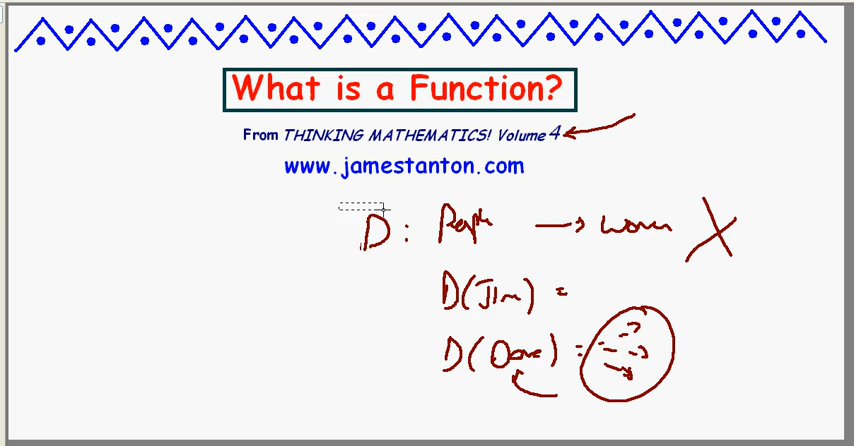 What is a Function?
From THINKING MATHEMATICS! Volume 4
www.jamestanton.com
D : People → women X
D(Jim) =
D(Dave) =